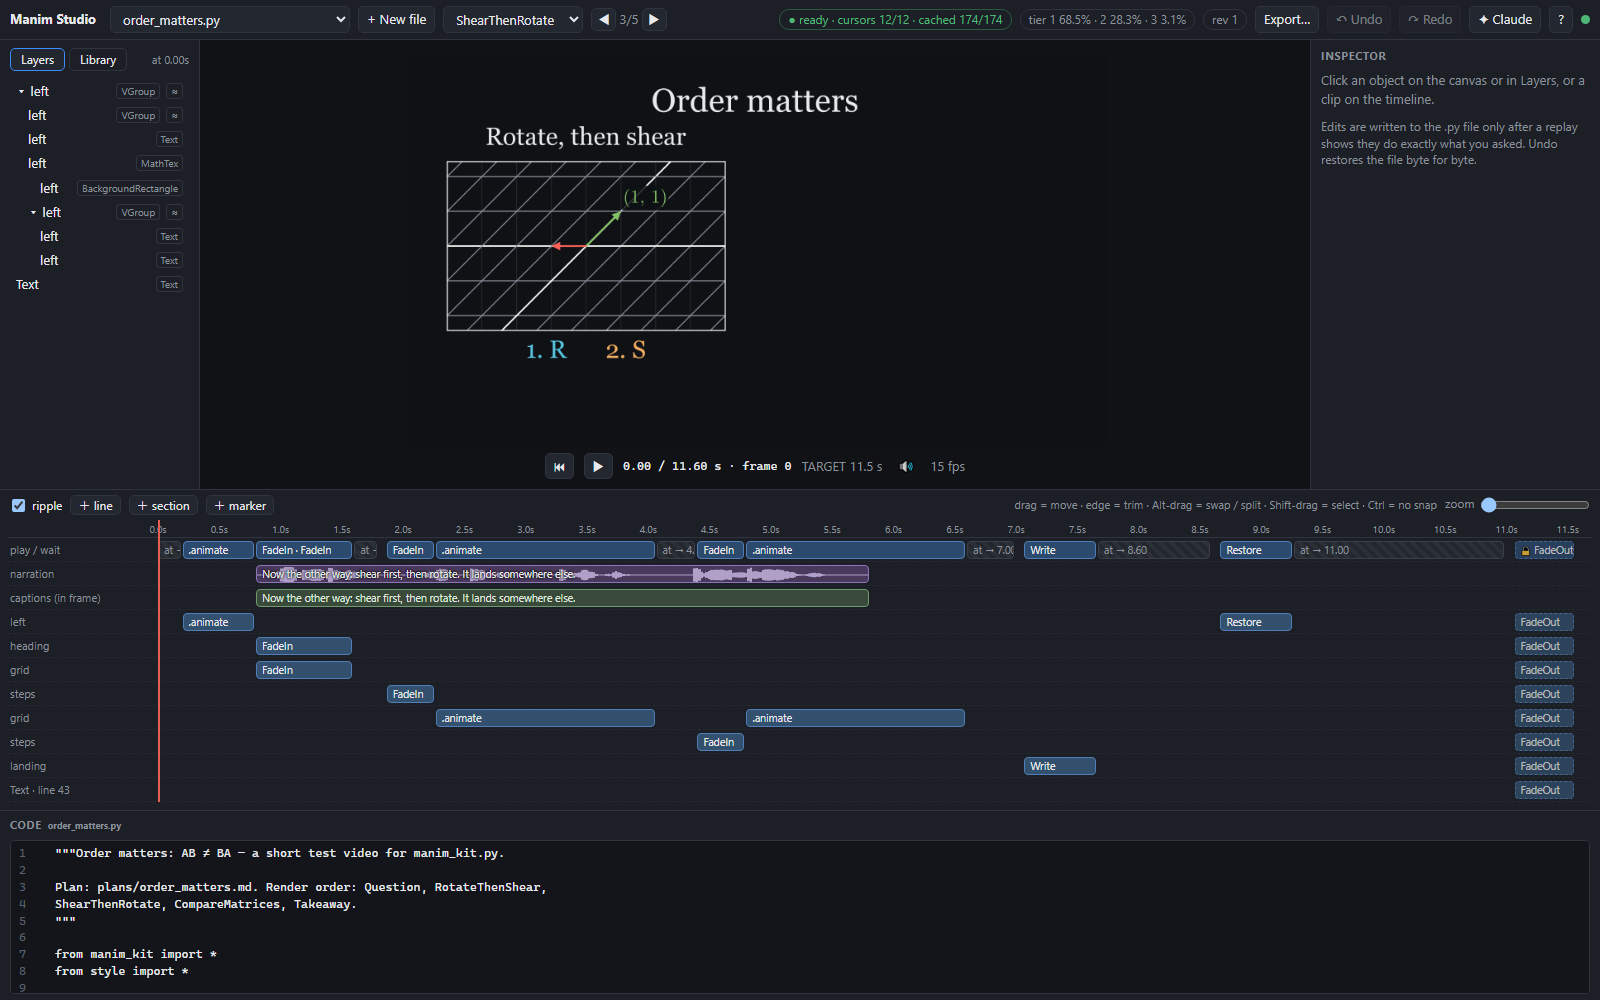 Manim Studio order_matters.py + New file ShearThenRotate ◀ 3/5 ▶ ● ready · cursors 12/12 · cached 174/174 tier 1 68.5% · 2 28.3% · 3 3.1% rev 1 Export... ↶ Undo ↷ Redo ✦ Claude ?
Layers Library at 0.00s
left VGroup ≈
left VGroup ≈
left Text
left MathTex
left BackgroundRectangle
left VGroup ≈
left Text
left Text
Text Text
Order matters
Rotate, then shear
(1, 1)
1. R 2. S
0.00 / 11.60 s · frame 0 TARGET 11.5 s 15 fps
INSPECTOR
Click an object on the canvas or in Layers, or a
clip on the timeline.
Edits are written to the .py file only after a replay
shows they do exactly what you asked. Undo
restores the file byte for byte.
ripple + line + section + marker drag = move · edge = trim · Alt-drag = swap / split · Shift-drag = select · Ctrl = no snap zoom
0.0s 0.5s 1.0s 1.5s 2.0s 2.5s 3.0s 3.5s 4.0s 4.5s 5.0s 5.5s 6.0s 6.5s 7.0s 7.5s 8.0s 8.5s 9.0s 9.5s 10.0s 10.5s 11.0s 11.5s
play / wait at - .animate FadeIn · FadeIn at - FadeIn .animate at → 4. FadeIn .animate at → 7.00 Write at → 8.60 Restore at → 11.00 FadeOut
narration Now the other way: shear first, then rotate. It lands somewhere else.
captions (in frame) Now the other way: shear first, then rotate. It lands somewhere else.
left .animate Restore FadeOut
heading FadeIn FadeOut
grid FadeIn FadeOut
steps FadeIn FadeOut
grid .animate .animate FadeOut
steps FadeIn FadeOut
landing Write FadeOut
Text · line 43 FadeOut
CODE order_matters.py
1 """Order matters: AB ≠ BA — a short test video for manim_kit.py.
2
3 Plan: plans/order_matters.md. Render order: Question, RotateThenShear,
4 ShearThenRotate, CompareMatrices, Takeaway.
5 """
6
7 from manim_kit import *
8 from style import *
9